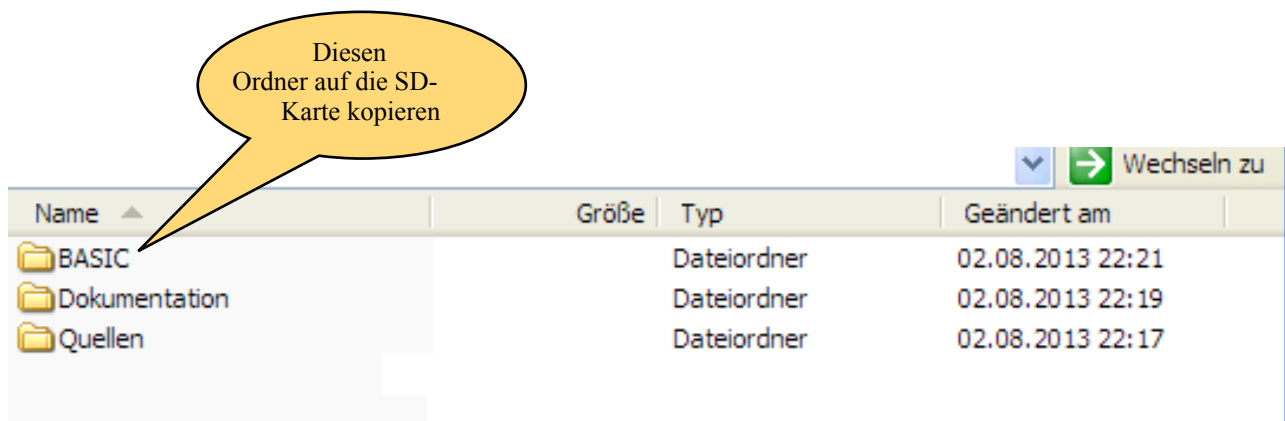 Diesen
Ordner auf die SD-
Karte kopieren
Wechseln zu
Name Größe Typ Geändert am
BASIC Dateiordner 02.08.2013 22:21
Dokumentation Dateiordner 02.08.2013 22:19
Quellen Dateiordner 02.08.2013 22:17